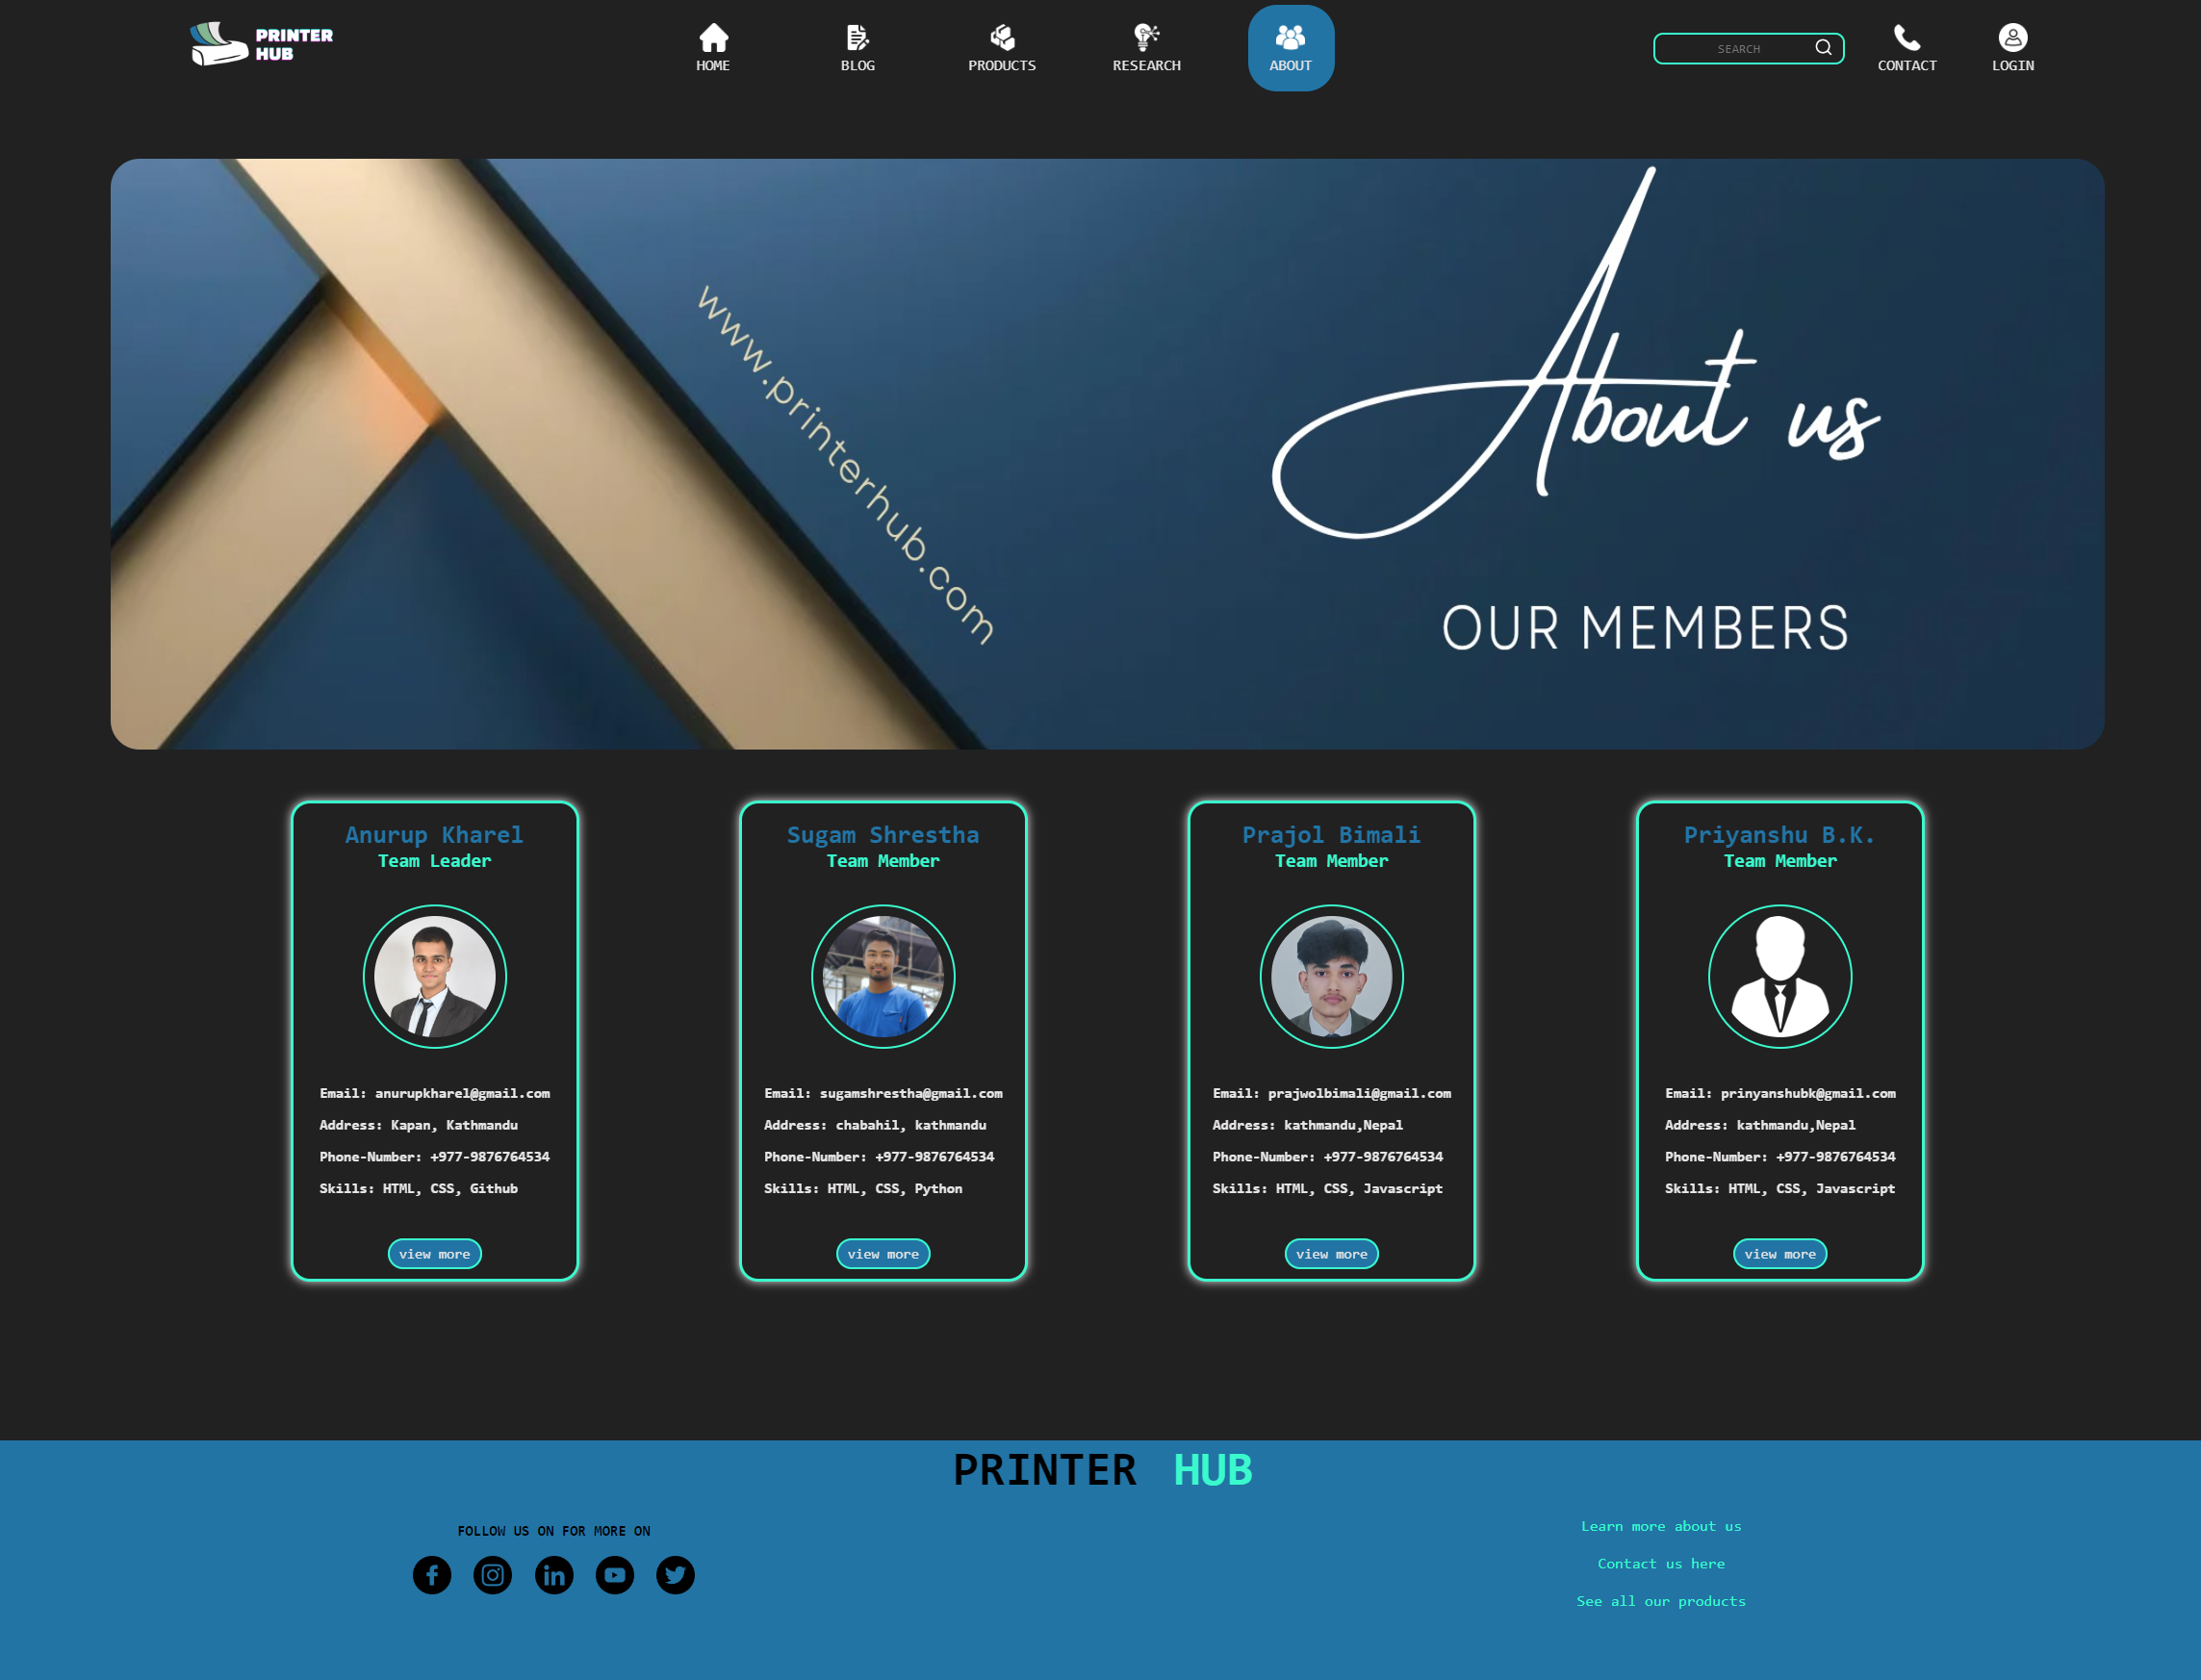 PRINTER
HUB
HOME
BLOG
PRODUCTS
RESEARCH
ABOUT
SEARCH
CONTACT
LOGIN
www.printerhub.com
About us
OUR MEMBERS
Anurup Kharel
Team Leader
Email: anurupkharel@gmail.com
Address: Kapan, Kathmandu
Phone-Number: +977-9876764534
Skills: HTML, CSS, Github
view more
Sugam Shrestha
Team Member
Email: sugamshrestha@gmail.com
Address: chabahil, kathmandu
Phone-Number: +977-9876764534
Skills: HTML, CSS, Python
view more
Prajol Bimali
Team Member
Email: prajwolbimali@gmail.com
Address: kathmandu,Nepal
Phone-Number: +977-9876764534
Skills: HTML, CSS, Javascript
view more
Priyanshu B.K.
Team Member
Email: prinyanshubk@gmail.com
Address: kathmandu,Nepal
Phone-Number: +977-9876764534
Skills: HTML, CSS, Javascript
view more
PRINTER HUB
FOLLOW US ON FOR MORE ON
Learn more about us
Contact us here
See all our products